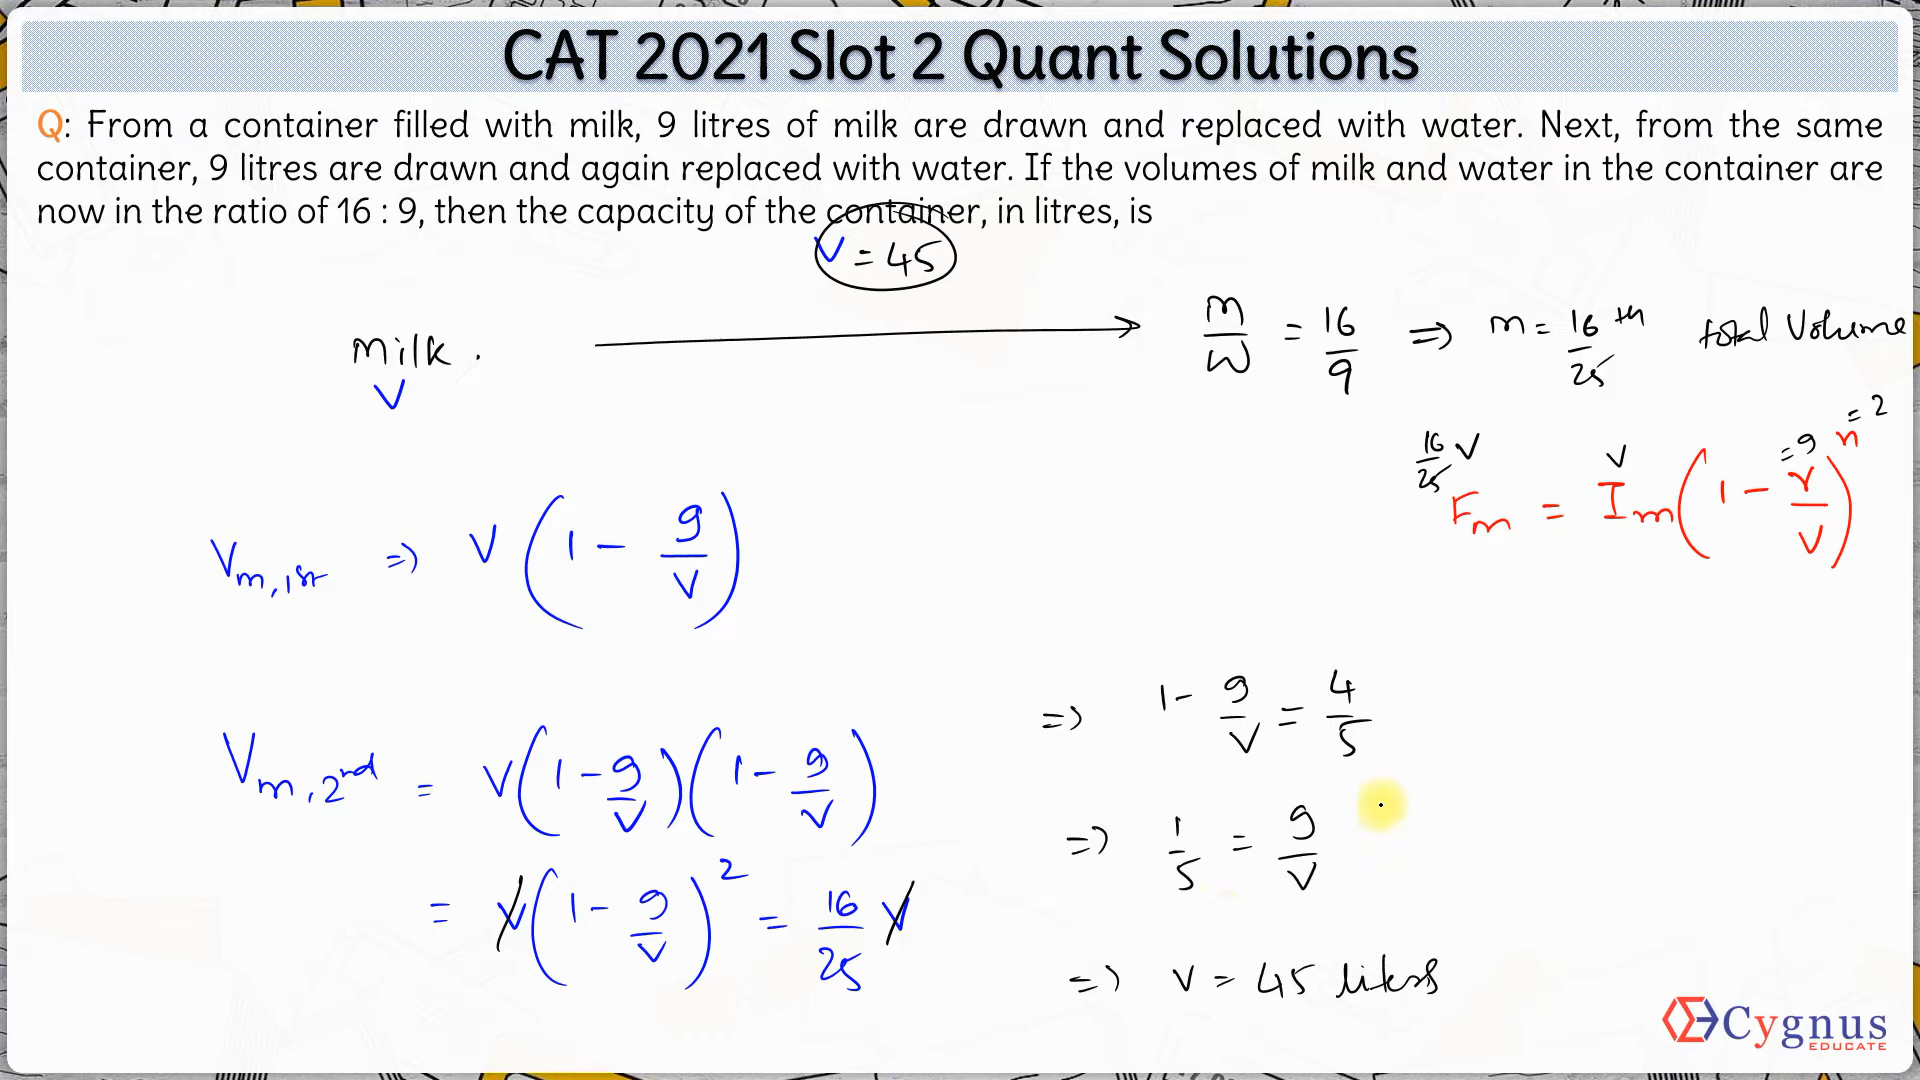 CAT 2021 Slot 2 Quant Solutions
Q: From a container filled with milk, 9 litres of milk are drawn and replaced with water. Next, from the same
container, 9 litres are drawn and again replaced with water. If the volumes of milk and water in the container are
now in the ratio of 16 : 9, then the capacity of the container, in litres, is
V = 45
Milk .
V
m/W = 16/9 ⇒ m = 16/25 th total Volume
16/25 V V = 9 = 2
Fm = Im (1 - r/V)^n
Vm,1st ⇒ V (1 - 9/V)
Vm,2nd = V (1 - 9/V) (1 - 9/V)
= V (1 - 9/V)^2 = 16/25 V
⇒ 1 - 9/V = 4/5
⇒ 1/5 = 9/V
⇒ V = 45 liters
Cygnus
EDUCATE